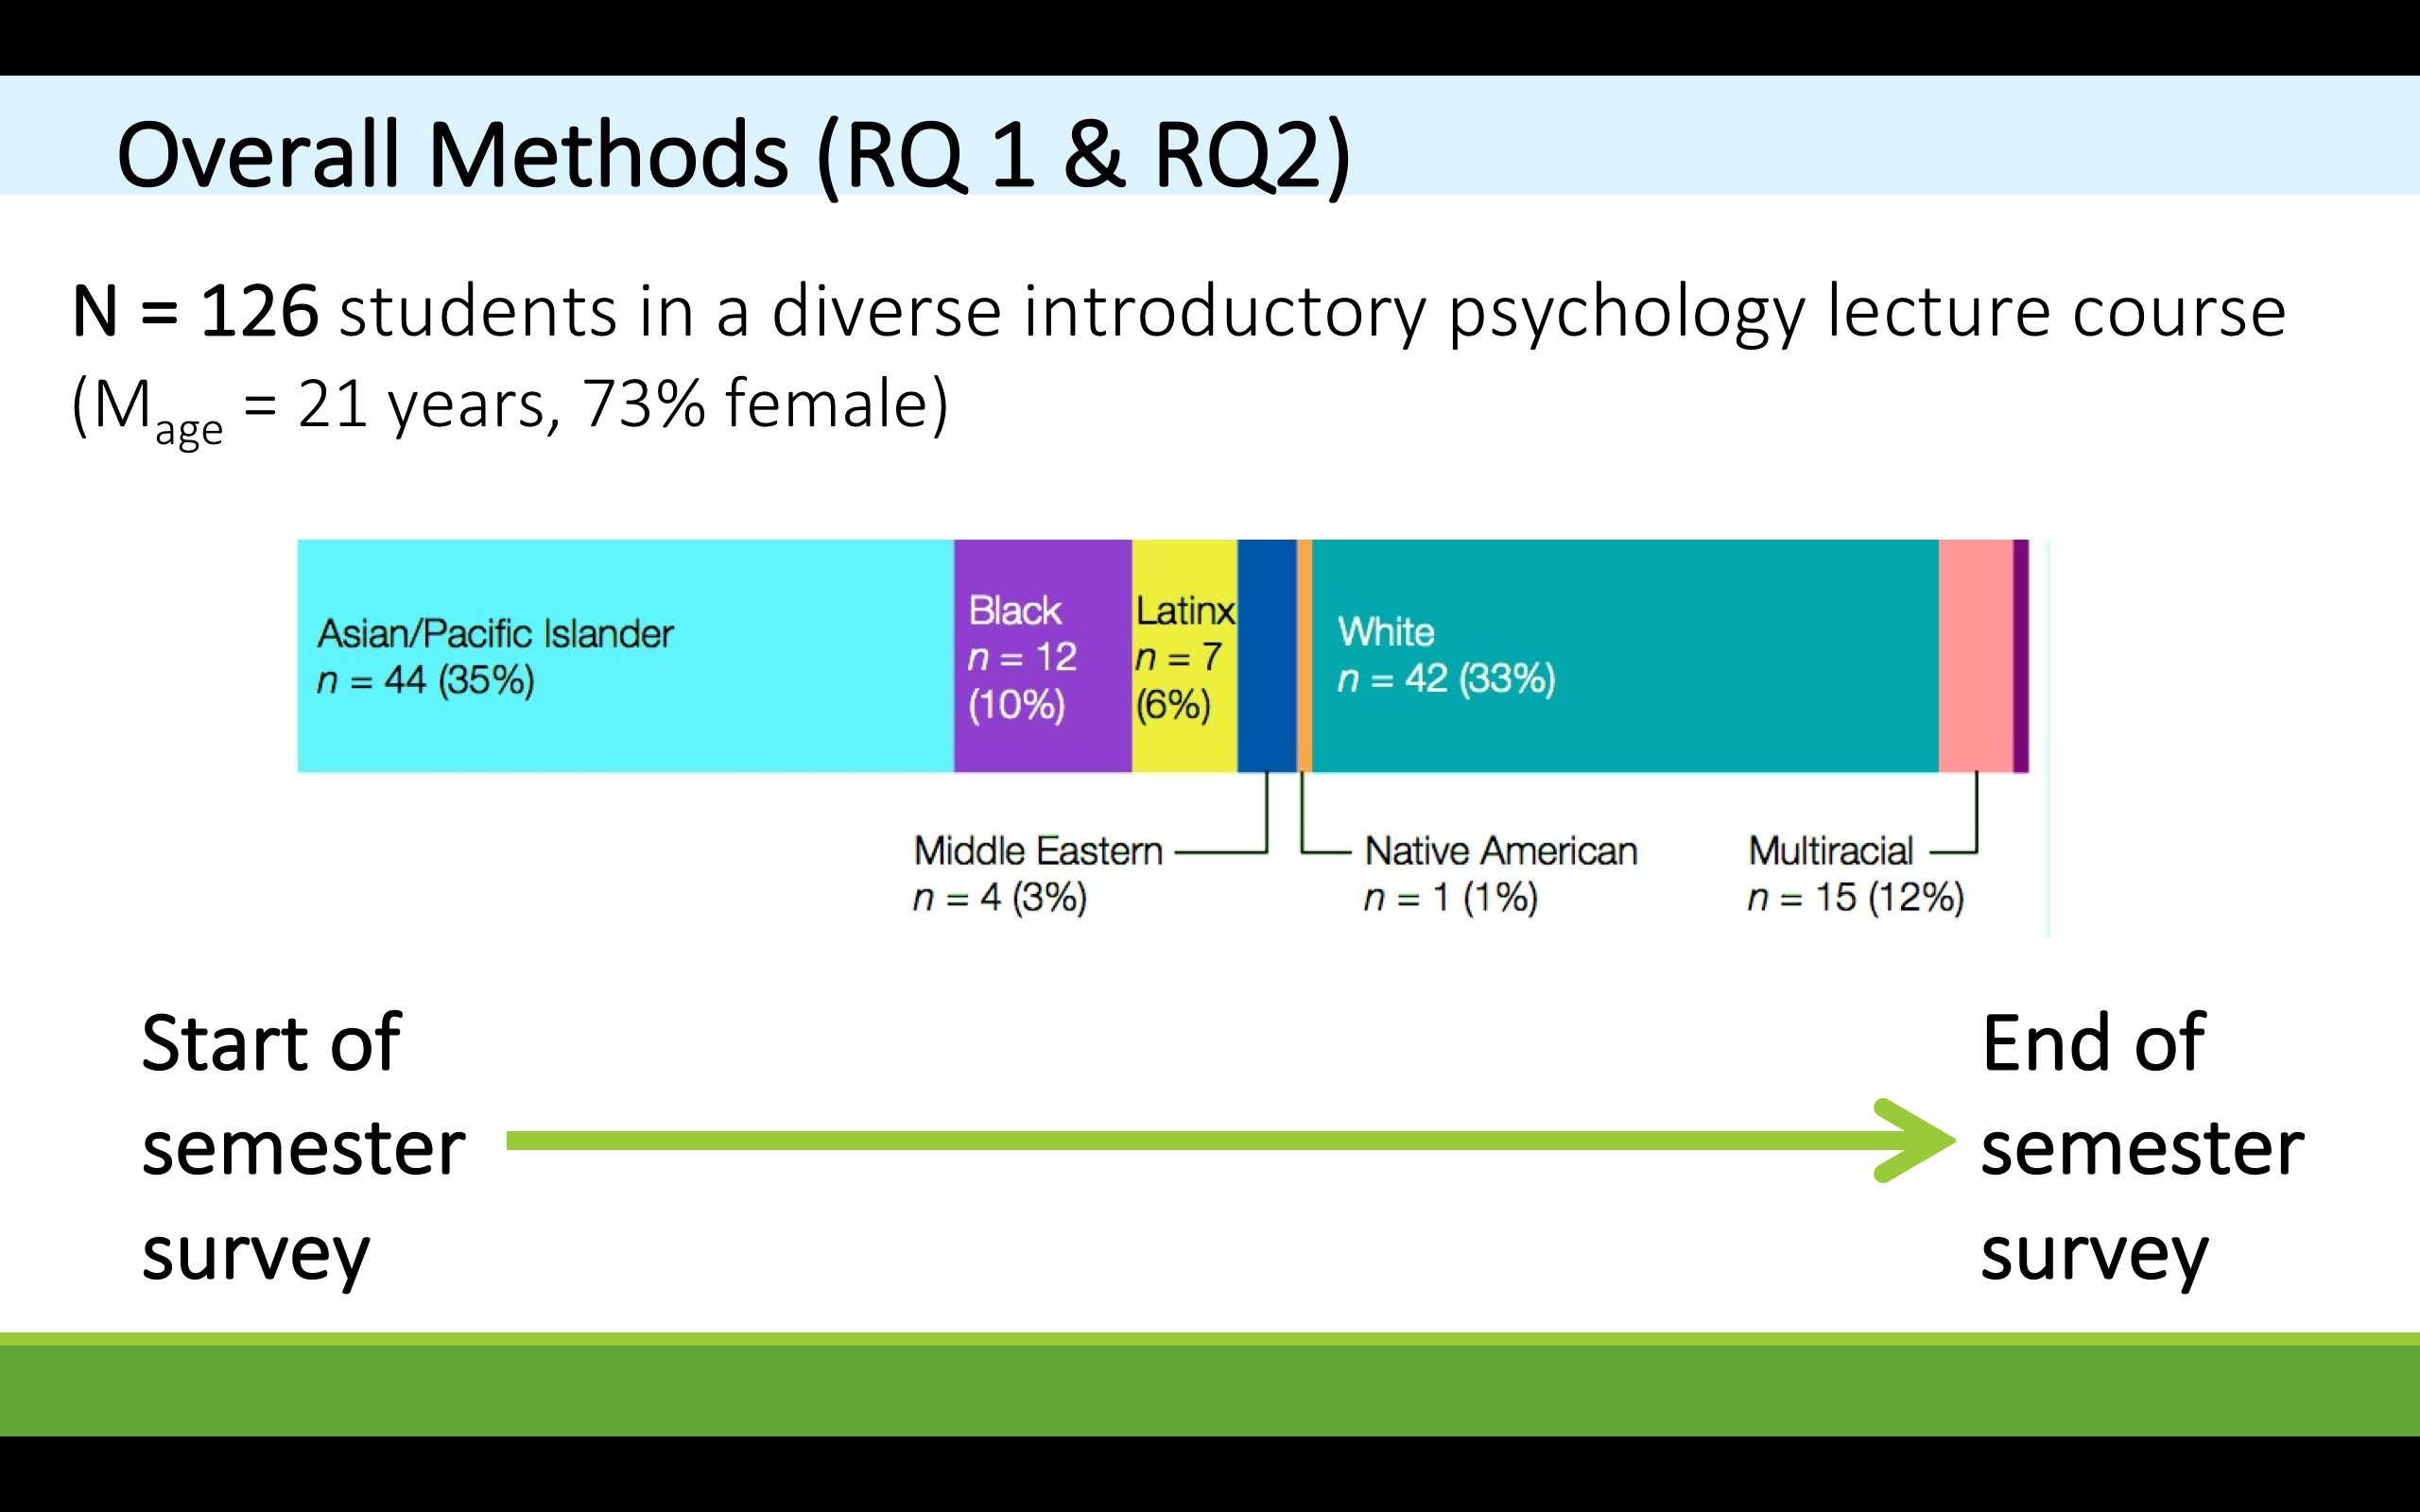 Overall Methods (RQ 1 & RQ2)
N = 126 students in a diverse introductory psychology lecture course
(Mage = 21 years, 73% female)
Asian/Pacific Islander
n = 44 (35%)
Black
n = 12
(10%)
Latinx
n = 7
(6%)
White
n = 42 (33%)
Middle Eastern
n = 4 (3%)
Native American
n = 1 (1%)
Multiracial
n = 15 (12%)
Start of
semester
survey
End of
semester
survey